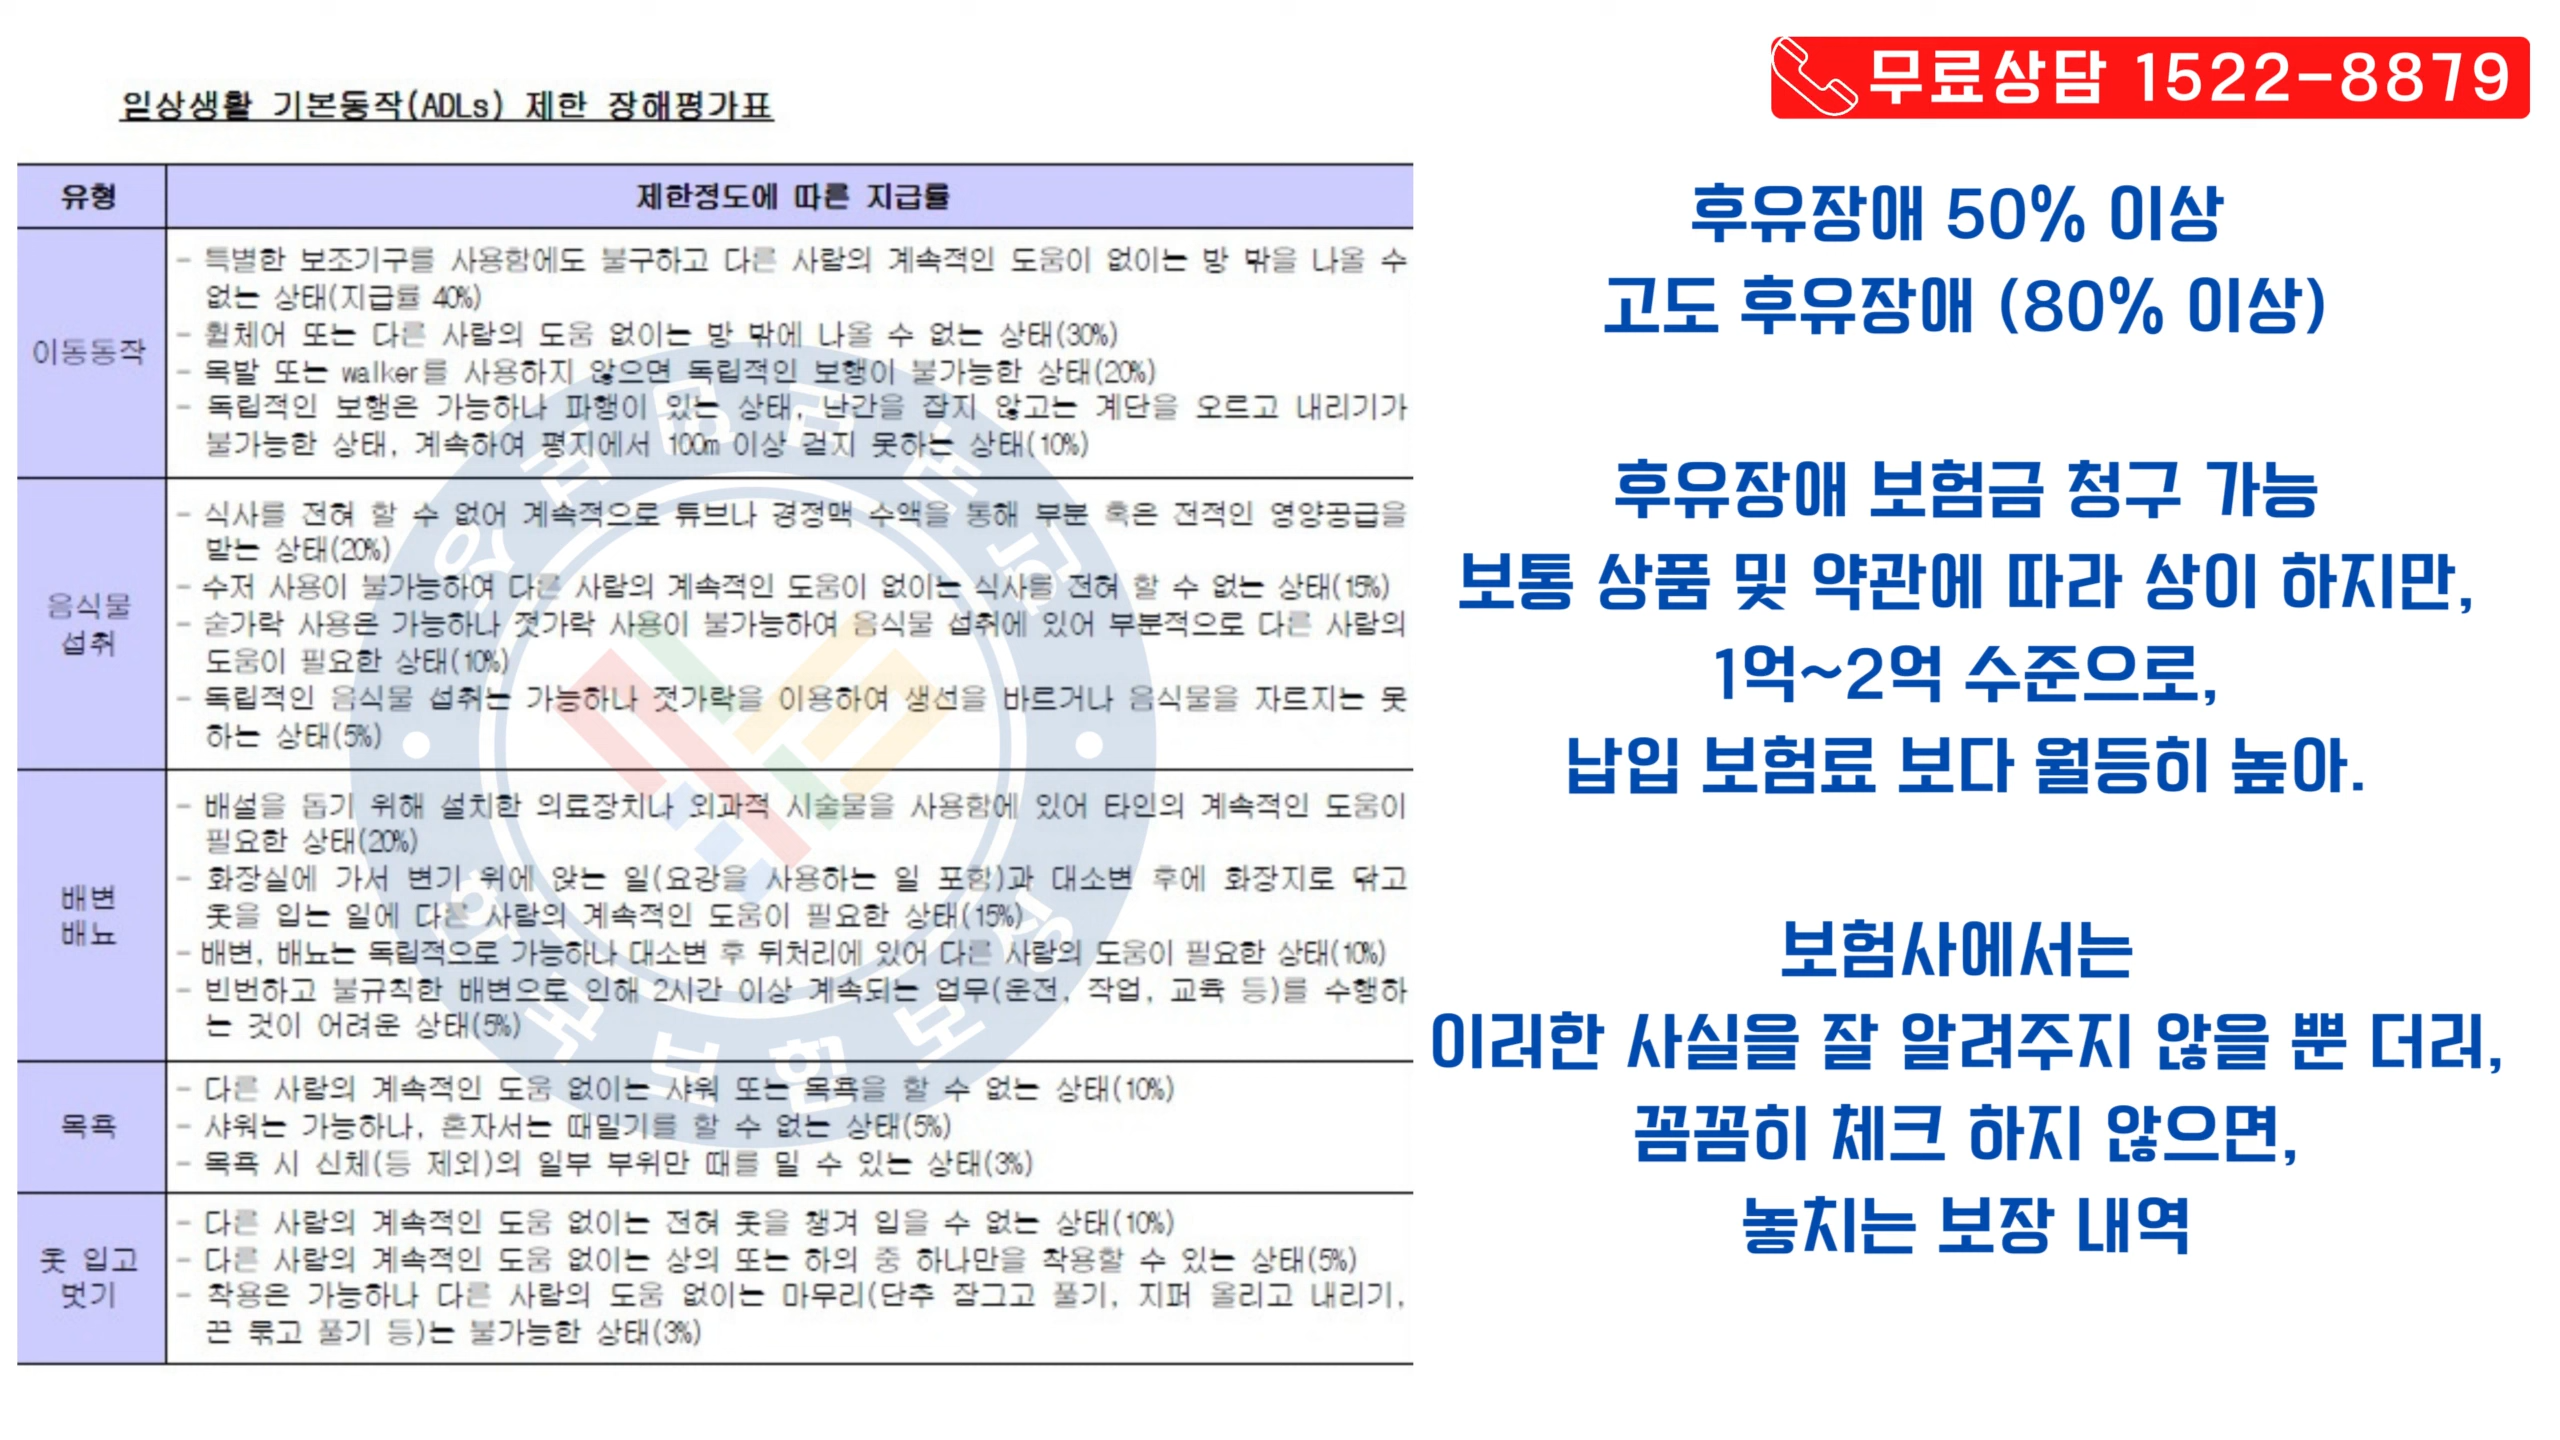 일상생활 기본동작(ADLs) 제한 장해평가표
유형
제한정도에 따른 지급률
이동동작
- 특별한 보조기구를 사용함에도 불구하고 다른 사람의 계속적인 도움이 없이는 방 밖을 나올 수
없는 상태(지급률 40%)
- 휠체어 또는 다른 사람의 도움 없이는 방 밖에 나올 수 없는 상태(30%)
- 목발 또는 walker를 사용하지 않으면 독립적인 보행이 불가능한 상태(20%)
- 독립적인 보행은 가능하나 파행이 있는 상태, 난간을 잡지 않고는 계단을 오르고 내리기가
불가능한 상태, 계속하여 평지에서 100m 이상 걷지 못하는 상태(10%)
음식물
섭취
- 식사를 전혀 할 수 없어 계속적으로 튜브나 경정맥 수액을 통해 부분 혹은 전적인 영양공급을
받는 상태(20%)
- 수저 사용이 불가능하여 다른 사람의 계속적인 도움이 없이는 식사를 전혀 할 수 없는 상태(15%)
- 숟가락 사용은 가능하나 젓가락 사용이 불가능하여 음식물 섭취에 있어 부분적으로 다른 사람의
도움이 필요한 상태(10%)
- 독립적인 음식물 섭취는 가능하나 젓가락을 이용하여 생선을 바르거나 음식물을 자르지는 못
하는 상태(5%)
배변
배뇨
- 배설을 돕기 위해 설치한 의료장치나 외과적 시술물을 사용함에 있어 타인의 계속적인 도움이
필요한 상태(20%)
- 화장실에 가서 변기 위에 앉는 일(요강을 사용하는 일 포함)과 대소변 후에 화장지로 닦고
옷을 입는 일에 다른 사람의 계속적인 도움이 필요한 상태(15%)
- 배변, 배뇨는 독립적으로 가능하나 대소변 후 뒤처리에 있어 다른 사람의 도움이 필요한 상태(10%)
- 빈번하고 불규칙한 배변으로 인해 2시간 이상 계속되는 업무(운전, 작업, 교육 등)를 수행하
는 것이 어려운 상태(5%)
목욕
- 다른 사람의 계속적인 도움 없이는 샤워 또는 목욕을 할 수 없는 상태(10%)
- 샤워는 가능하나, 혼자서는 때밀기를 할 수 없는 상태(5%)
- 목욕 시 신체(등 제외)의 일부 부위만 때를 밀 수 있는 상태(3%)
옷 입고
벗기
- 다른 사람의 계속적인 도움 없이는 전혀 옷을 챙겨 입을 수 없는 상태(10%)
- 다른 사람의 계속적인 도움 없이는 상의 또는 하의 중 하나만을 착용할 수 있는 상태(5%)
- 착용은 가능하나 다른 사람의 도움 없이는 마무리(단추 잠그고 풀기, 지퍼 올리고 내리기,
끈 묶고 풀기 등)는 불가능한 상태(3%)
무료상담 1522-8879
후유장애 50% 이상
고도 후유장애 (80% 이상)
후유장애 보험금 청구 가능
보통 상품 및 약관에 따라 상이 하지만,
1억~2억 수준으로,
납입 보험료 보다 월등히 높아.
보험사에서는
이러한 사실을 잘 알려주지 않을 뿐 더러,
꼼꼼히 체크 하지 않으면,
놓치는 보장 내역